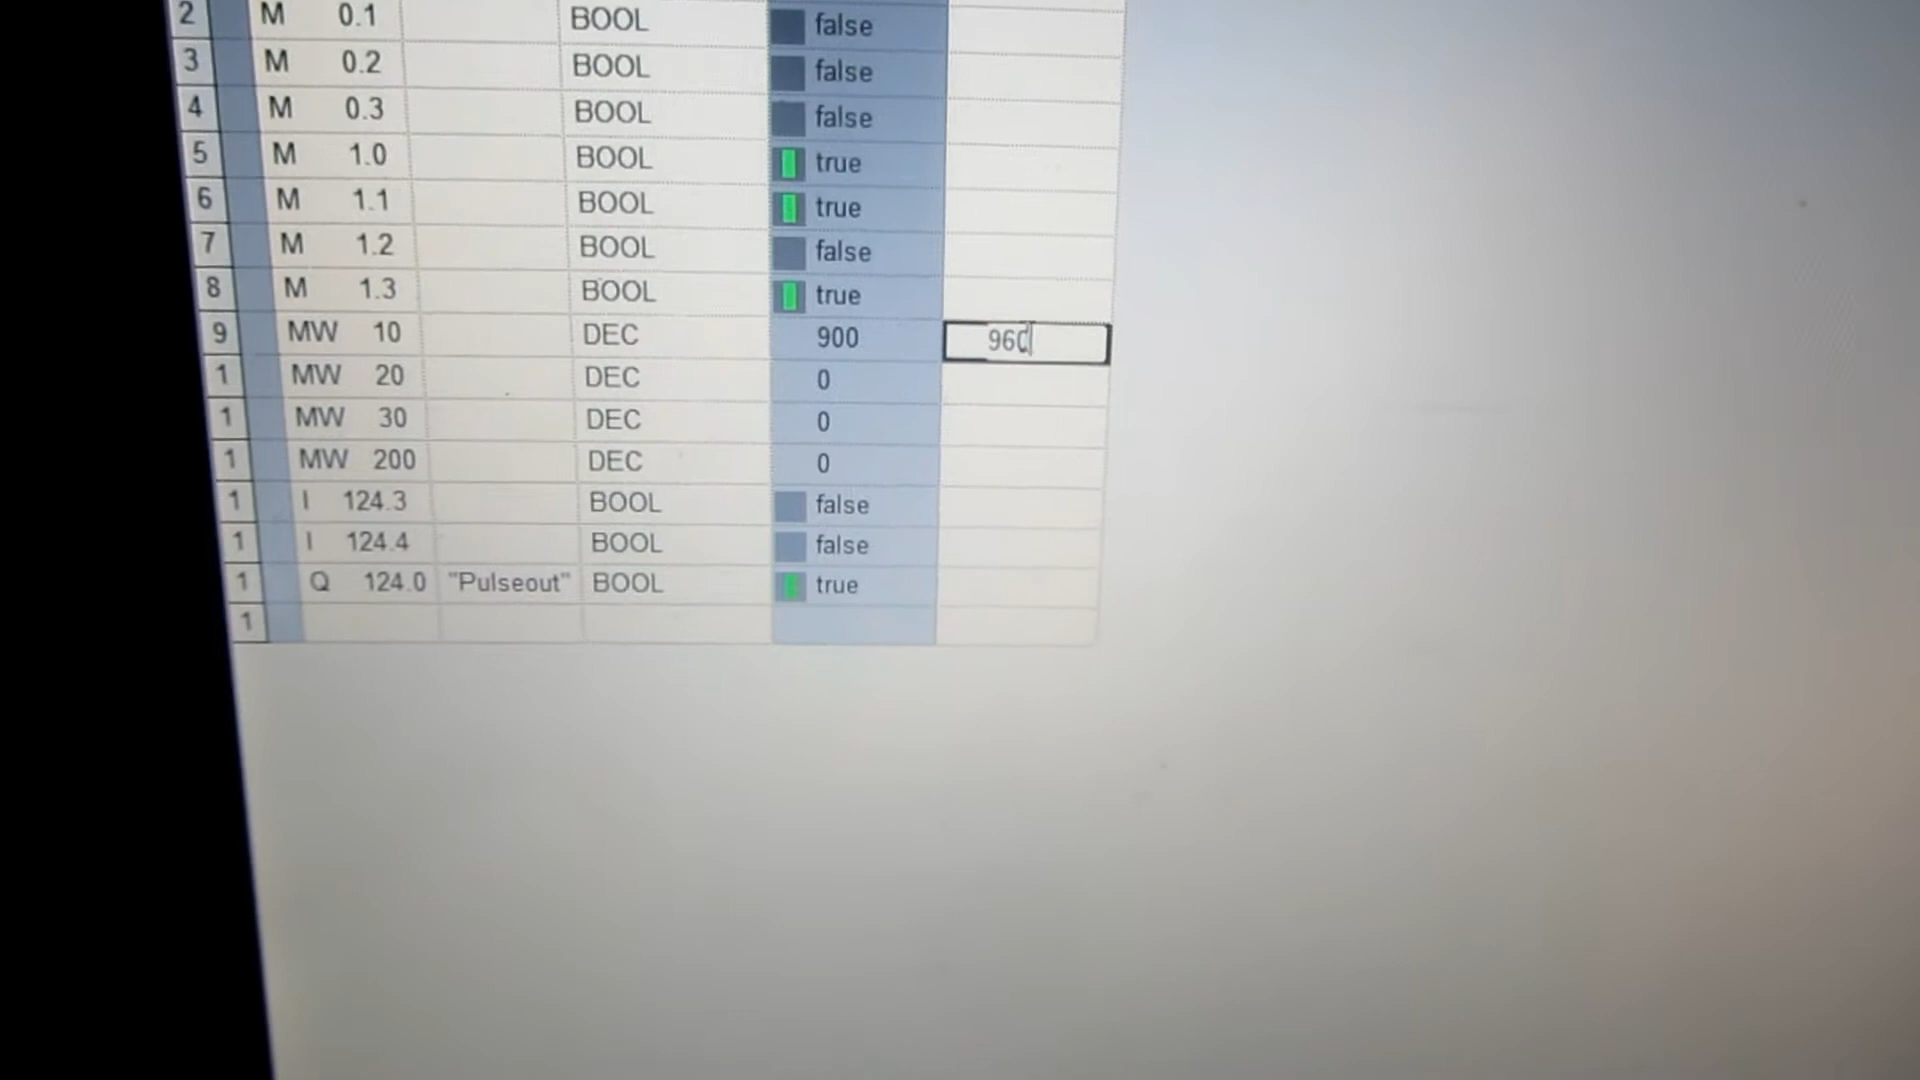 2 M 0.1 BOOL false
3 M 0.2 BOOL false
4 M 0.3 BOOL false
5 M 1.0 BOOL true
6 M 1.1 BOOL true
7 M 1.2 BOOL false
8 M 1.3 BOOL true
9 MW 10 DEC 900 960
1 MW 20 DEC 0
1 MW 30 DEC 0
1 MW 200 DEC 0
1 I 124.3 BOOL false
1 I 124.4 BOOL false
1 Q 124.0 "Pulseout" BOOL true
1